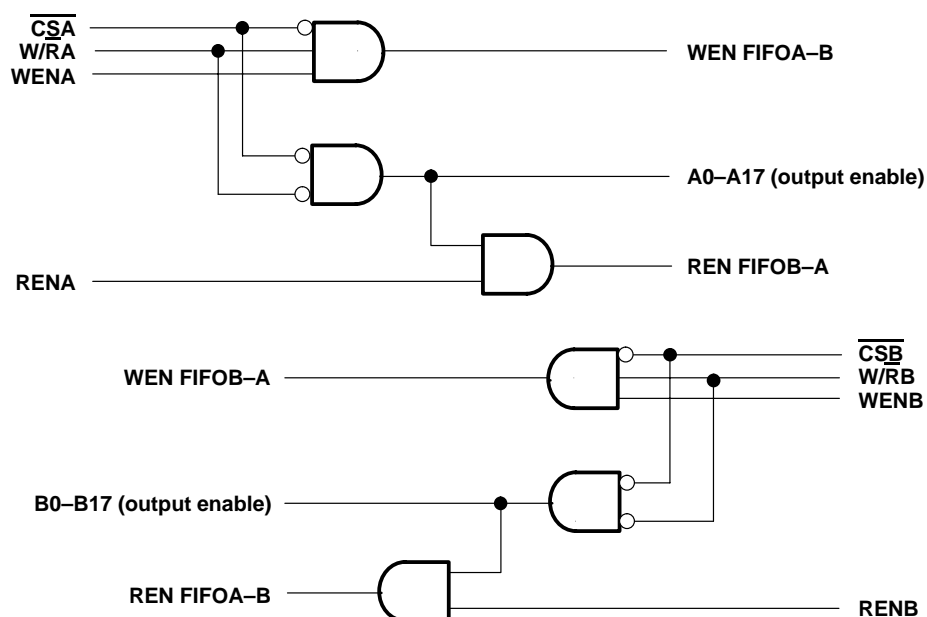 CSA
W/RA
WENA
WEN FIFOA–B
A0–A17 (output enable)
REN FIFOB–A
RENA
WEN FIFOB–A
CSB
W/RB
WENB
B0–B17 (output enable)
REN FIFOA–B
RENB